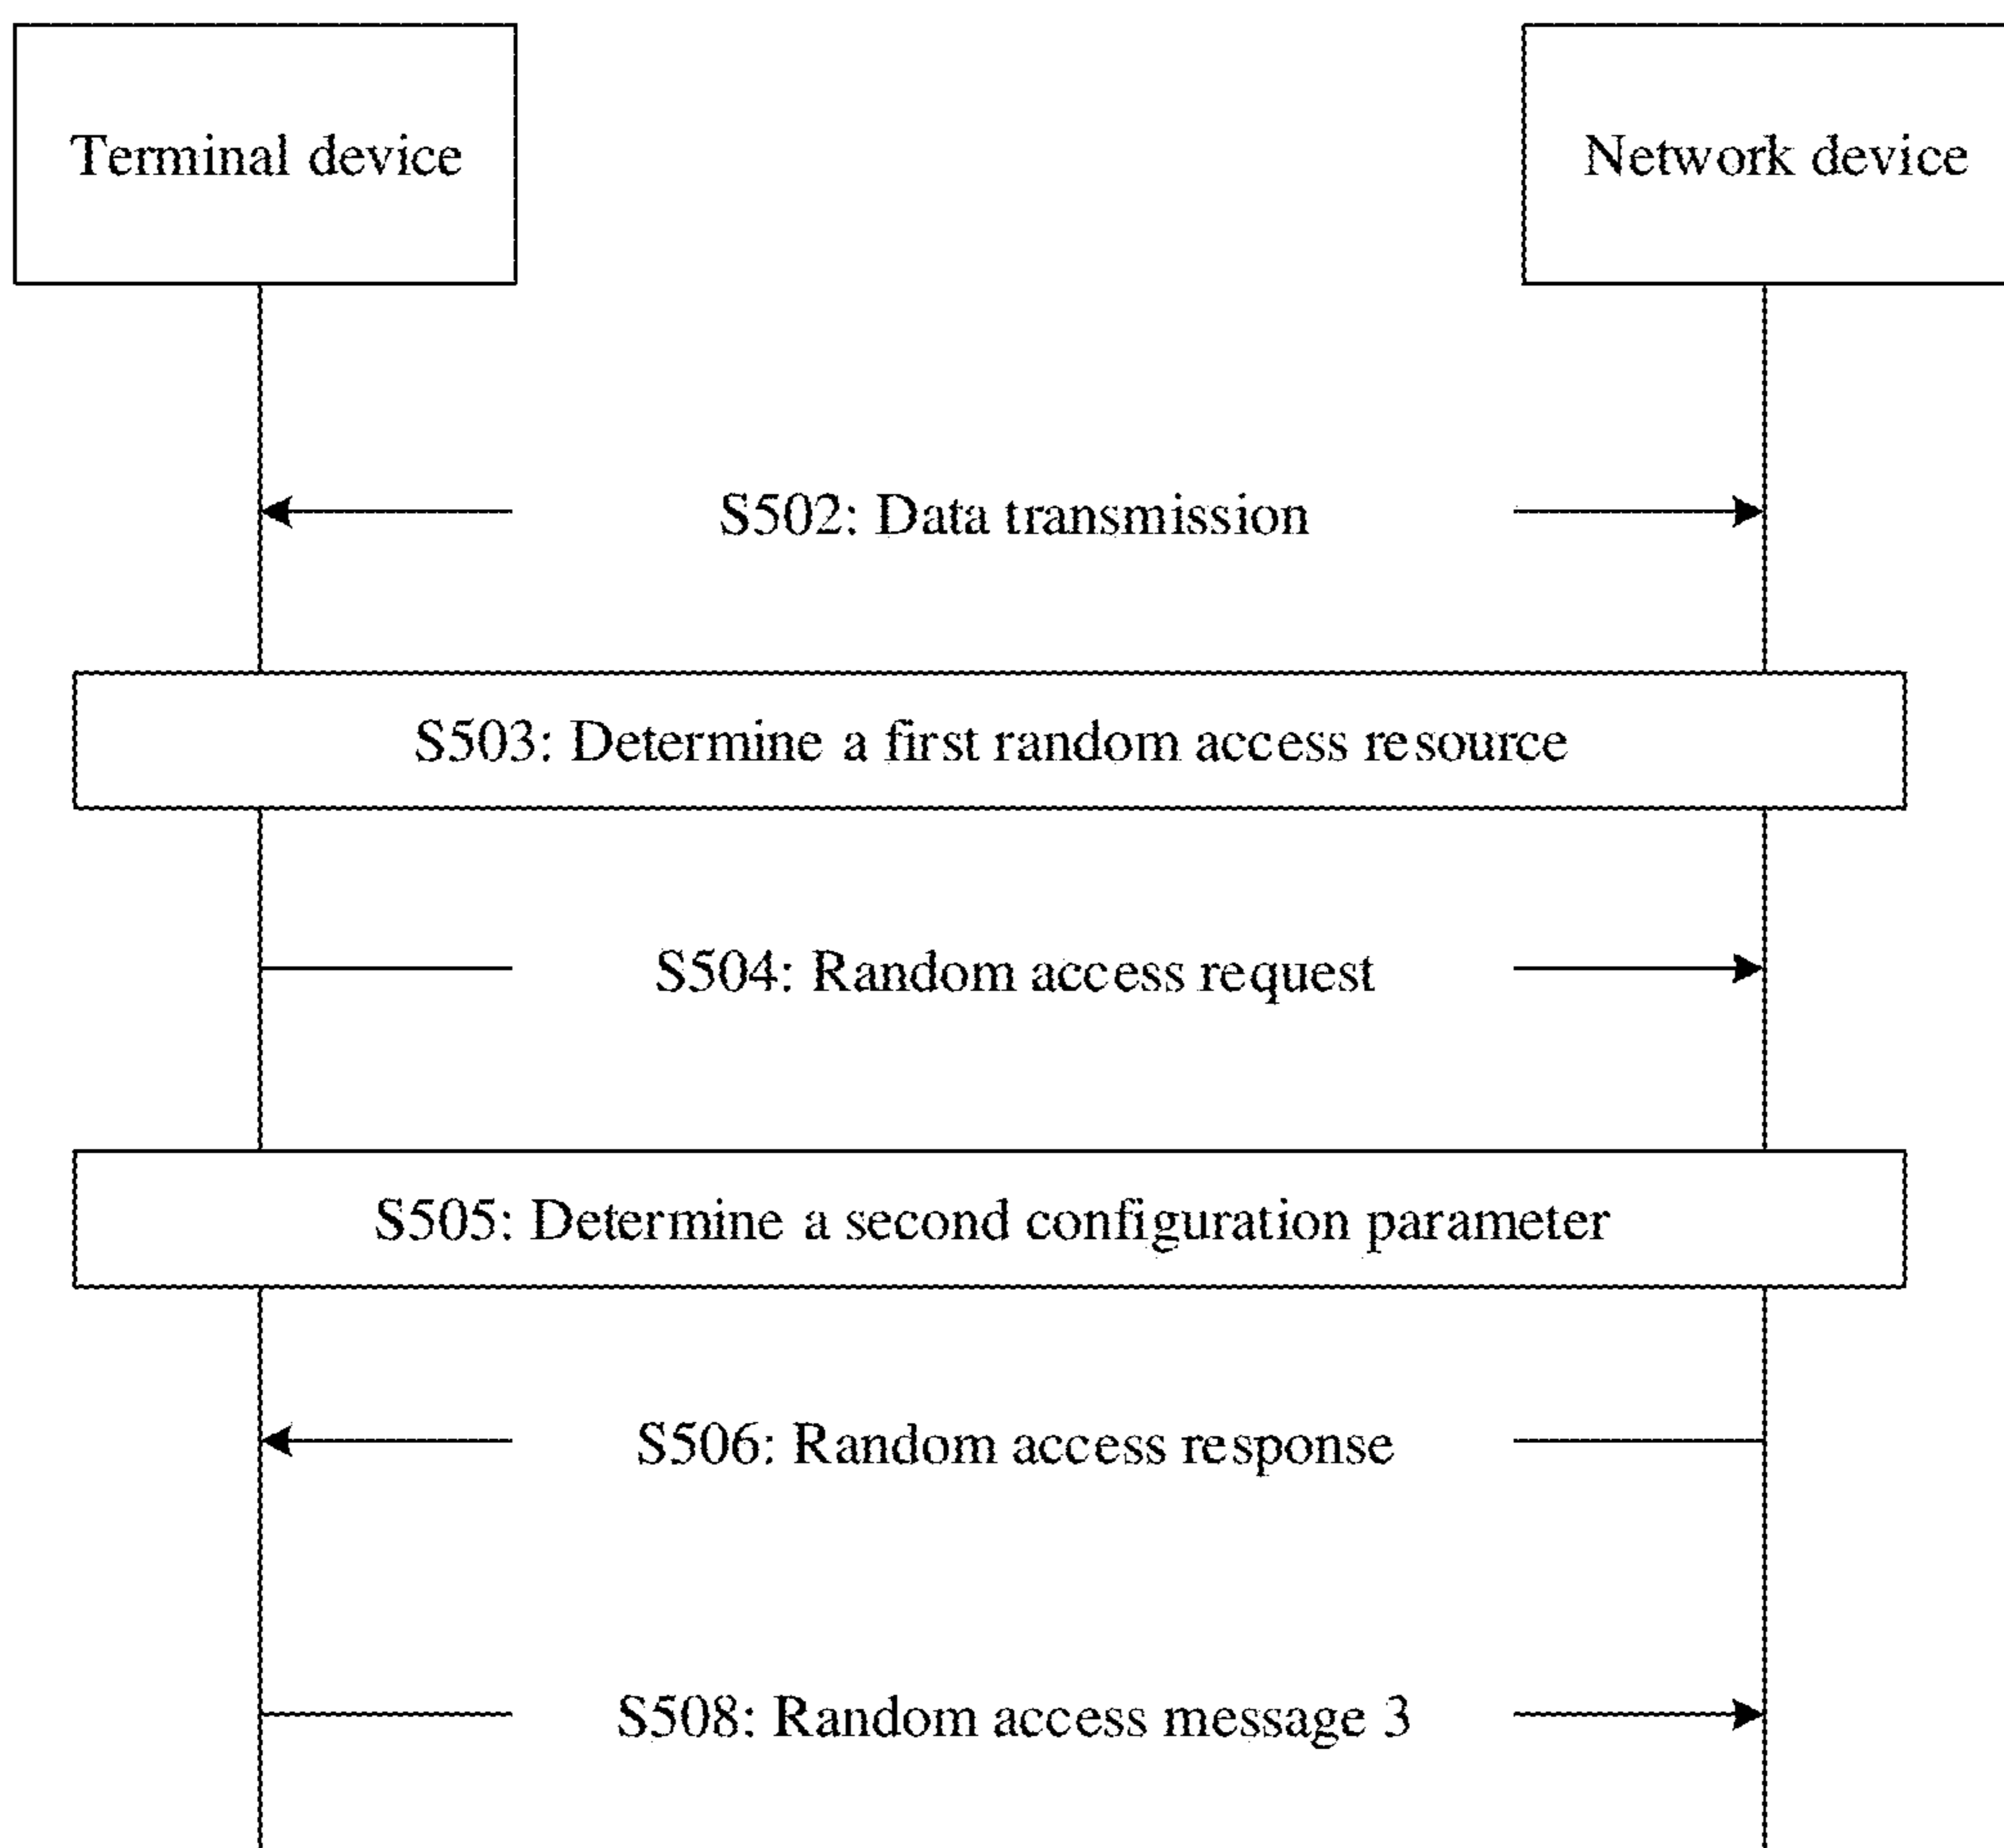 Terminal device
Network device
S502: Data transmission
S503: Determine a first random access resource
S504: Random access request
S505: Determine a second configuration parameter
S506: Random access response
S508: Random access message 3